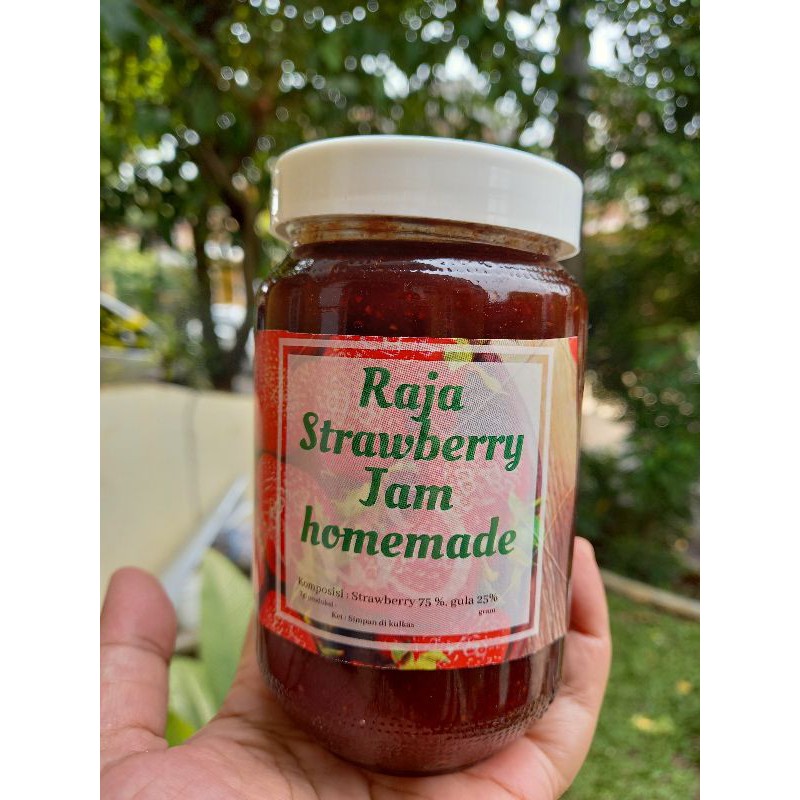 Raja
Strawberry
Jam
homemade
Komposisi : Strawberry 75 %, gula 25%
gram
Ket : Simpan di kulkas